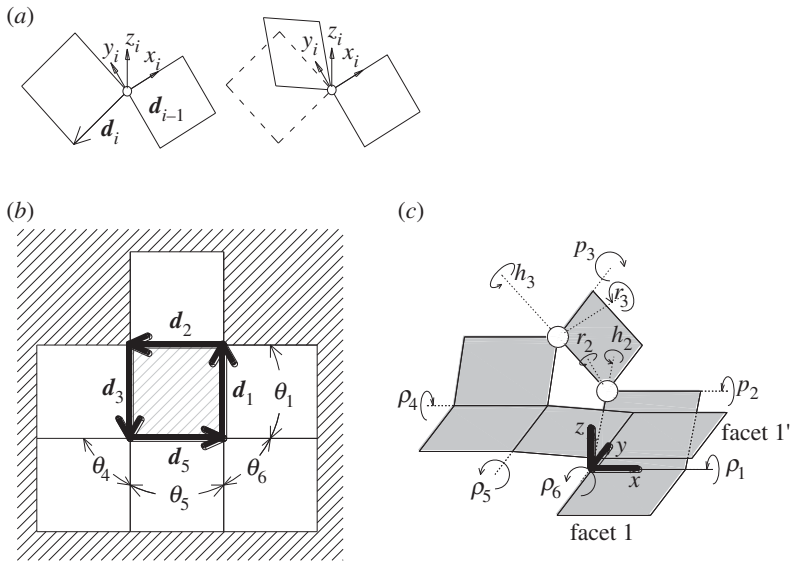 (a)
y_i z_i x_i
d_i d_{i–1}
y_i z_i x_i
(b)
d_2
d_3 d_1 θ_1
d_5
θ_4 θ_5 θ_6
(c)
p_3
h_3
r_3
r_2 h_2
p_2
ρ_4
facet 1'
z y
x
ρ_5 ρ_6 ρ_1
facet 1